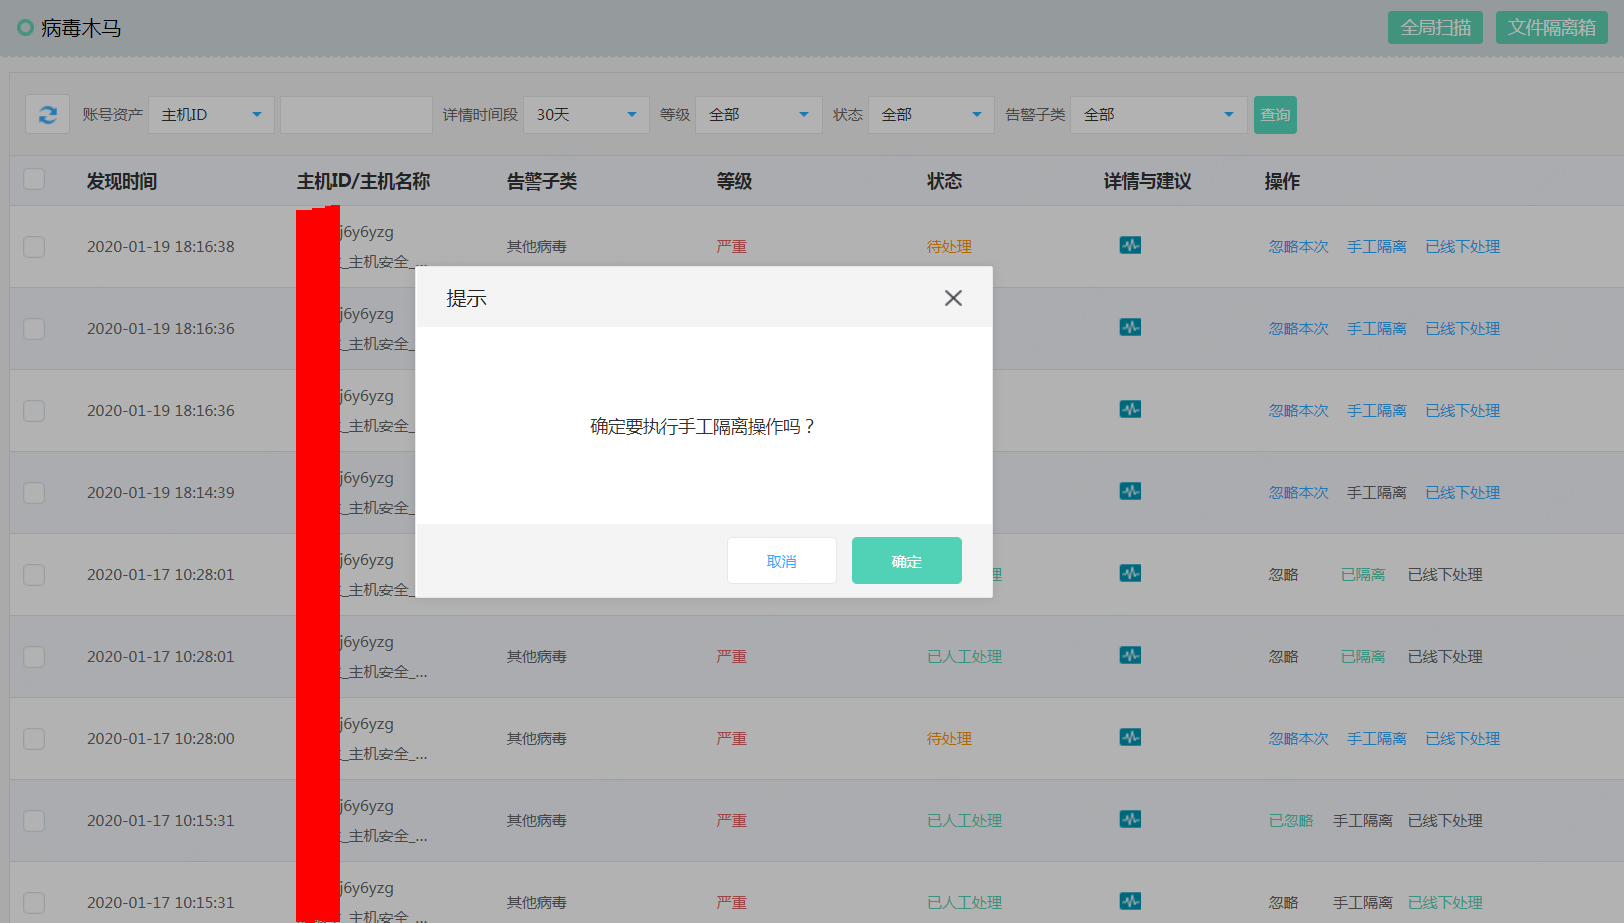 病毒木马
全局扫描 文件隔离箱
账号资产 主机ID 详情时间段 30天 等级 全部 状态 全部 告警子类 全部 查询
发现时间 主机ID/主机名称 告警子类 等级 状态 详情与建议 操作
j6y6yzg
2020-01-19 18:16:38 其他病毒 严重 待处理 忽略本次 手工隔离 已线下处理
_主机安全_...
提示
j6y6yzg
2020-01-19 18:16:36 忽略本次 手工隔离 已线下处理
_主机安全_
j6y6yzg
2020-01-19 18:16:36 忽略本次 手工隔离 已线下处理
_主机安全_
确定要执行手工隔离操作吗？
j6y6yzg
2020-01-19 18:14:39 忽略本次 手工隔离 已线下处理
_主机安全_
j6y6yzg
取消 确定
2020-01-17 10:28:01 理 忽略 已隔离 已线下处理
_主机安全_
j6y6yzg
2020-01-17 10:28:01 其他病毒 严重 已人工处理 忽略 已隔离 已线下处理
_主机安全_...
j6y6yzg
2020-01-17 10:28:00 其他病毒 严重 待处理 忽略本次 手工隔离 已线下处理
_主机安全_...
j6y6yzg
2020-01-17 10:15:31 其他病毒 严重 已人工处理 已忽略 手工隔离 已线下处理
_主机安全_...
j6y6yzg
2020-01-17 10:15:31 其他病毒 严重 已人工处理 忽略 手工隔离 已线下处理
_主机安全_...